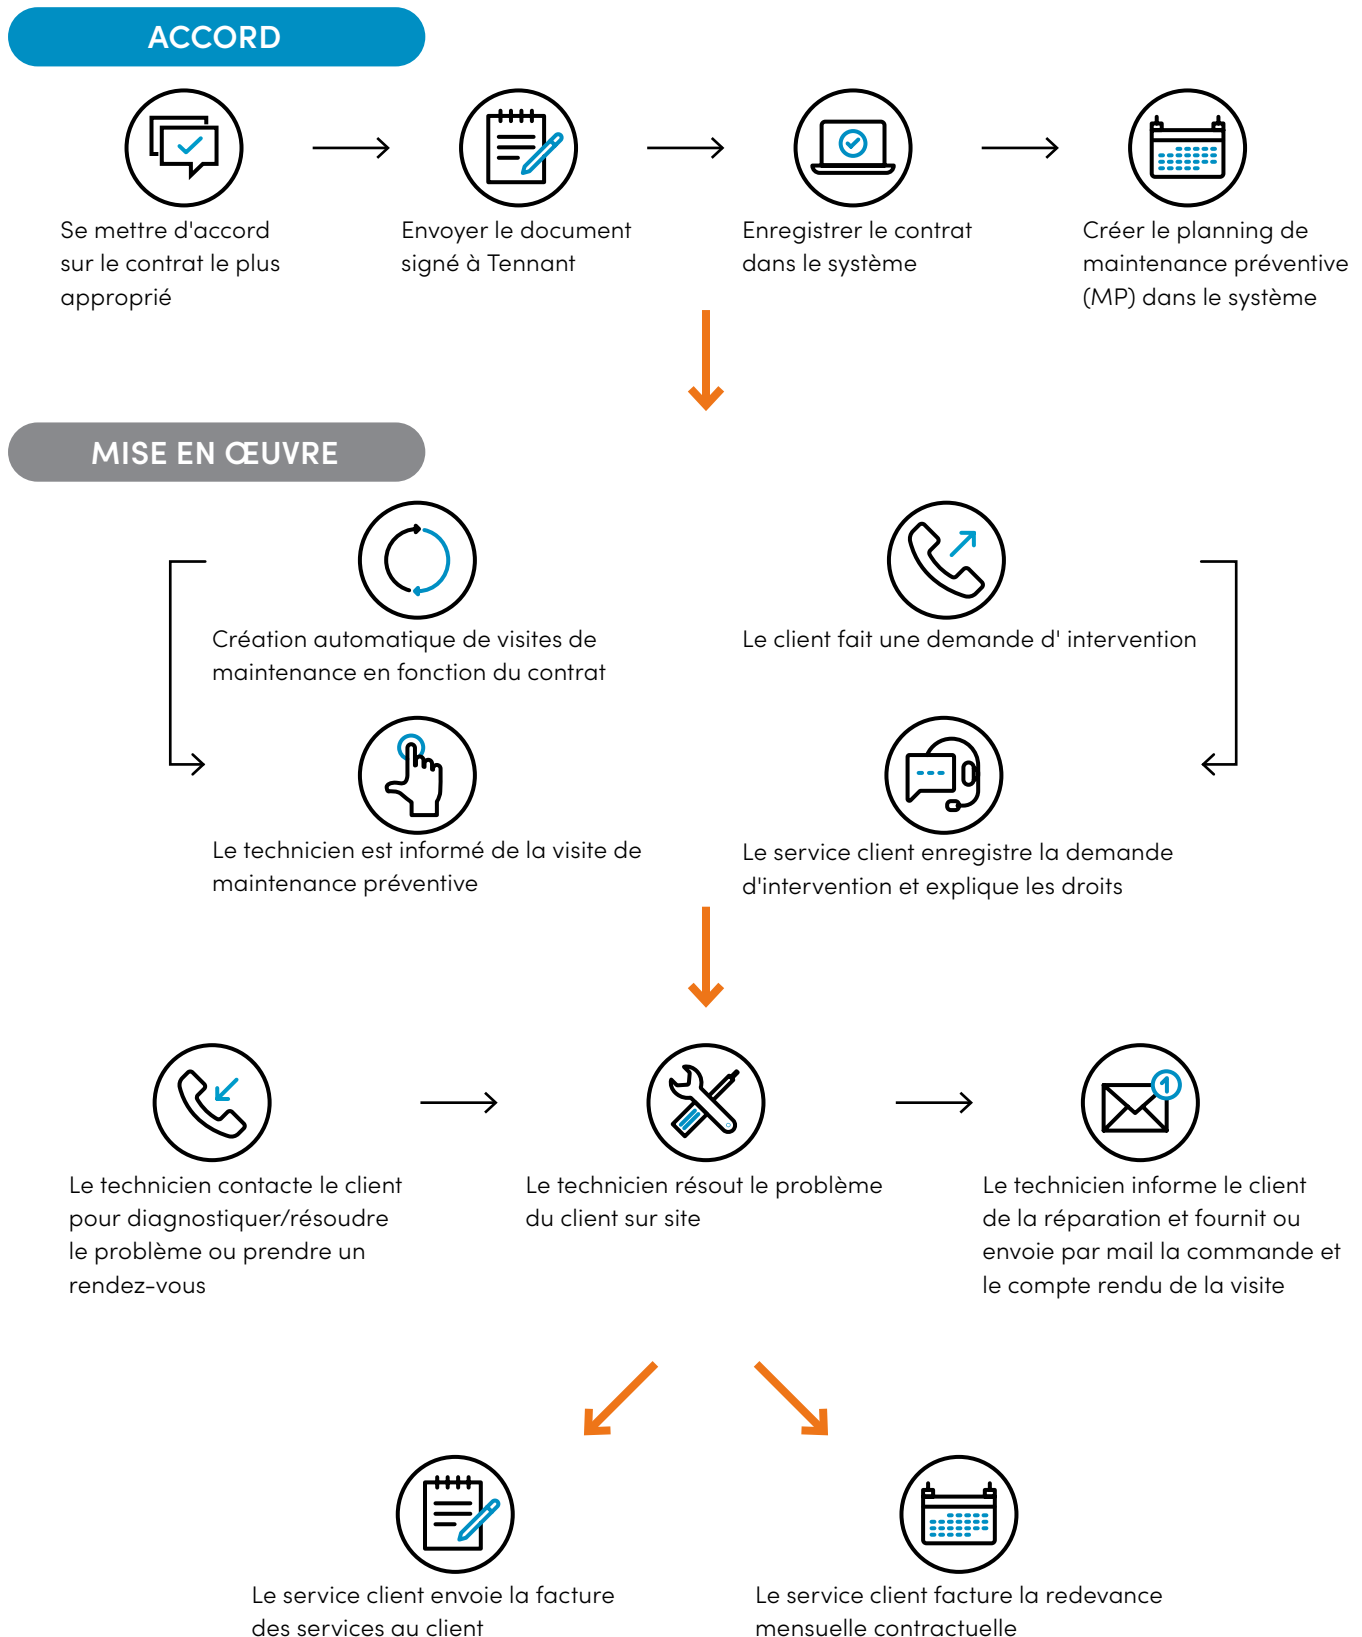 ACCORD
Se mettre d'accord
sur le contrat le plus
approprié
Envoyer le document
signé à Tennant
Enregistrer le contrat
dans le système
Créer le planning de
maintenance préventive
(MP) dans le système
MISE EN ŒUVRE
Création automatique de visites de
maintenance en fonction du contrat
Le client fait une demande d' intervention
Le technicien est informé de la visite de
maintenance préventive
Le service client enregistre la demande
d'intervention et explique les droits
Le technicien contacte le client
pour diagnostiquer/résoudre
le problème ou prendre un
rendez-vous
Le technicien résout le problème
du client sur site
1
Le technicien informe le client
de la réparation et fournit ou
envoie par mail la commande et
le compte rendu de la visite
Le service client envoie la facture
des services au client
Le service client facture la redevance
mensuelle contractuelle